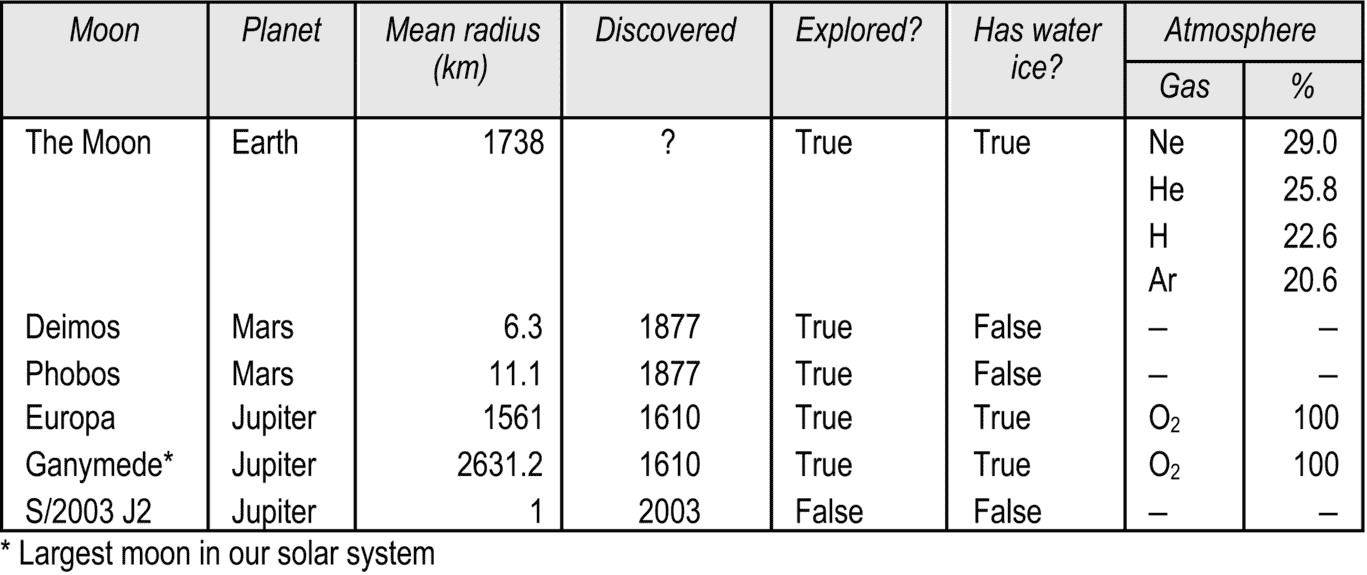 Moon Planet Mean radius (km) Discovered Explored? Has water ice? Atmosphere
Gas %
The Moon Earth 1738 ? True True Ne 29.0
He 25.8
H 22.6
Ar 20.6
Deimos Mars 6.3 1877 True False – –
Phobos Mars 11.1 1877 True False – –
Europa Jupiter 1561 1610 True True O₂ 100
Ganymede* Jupiter 2631.2 1610 True True O₂ 100
S/2003 J2 Jupiter 1 2003 False False – –
* Largest moon in our solar system